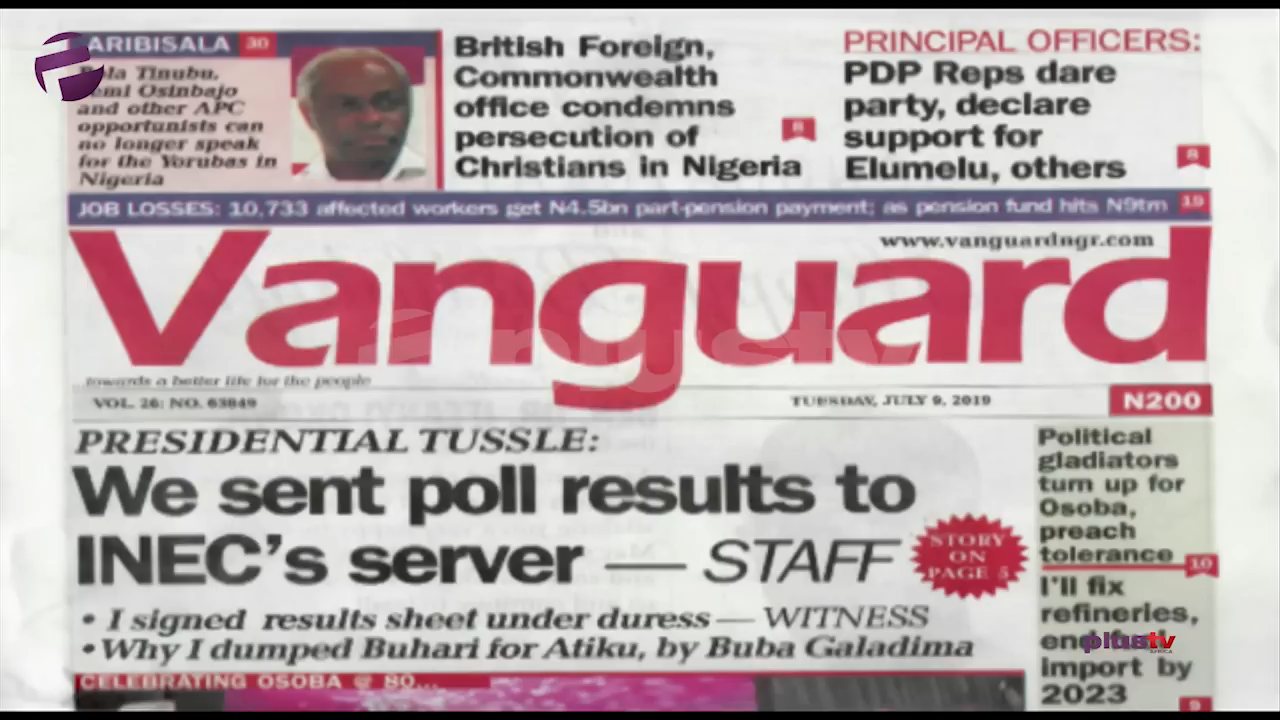 ARIBISALA 30
Tinubu,
Osinbajo
and other APC
opportunists can
no longer speak
for the Yorubas in
Nigeria
British Foreign,
Commonwealth
office condemns
persecution of
Christians in Nigeria
8
PRINCIPAL OFFICERS:
PDP Reps dare
party, declare
support for
Elumelu, others
8
JOB LOSSES: 10,733 affected workers get N4.5bn part-pension payment; as pension fund hits N9trn 19
www.vanguardngr.com
Vanguard
plustv
towards a better life for the people
VOL. 26: NO. 63849
TUESDAY, JULY 9, 2019
N200
PRESIDENTIAL TUSSLE:
We sent poll results to
INEC's server — STAFF
STORY
ON
PAGE 5
• I signed results sheet under duress — WITNESS
• Why I dumped Buhari for Atiku, by Buba Galadima
CELEBRATING OSOBA @ 80...
Political
gladiators
turn up for
Osoba,
preach
tolerance
10
I'll fix
refineries,
import by
2023
9
plustv
AFRICA